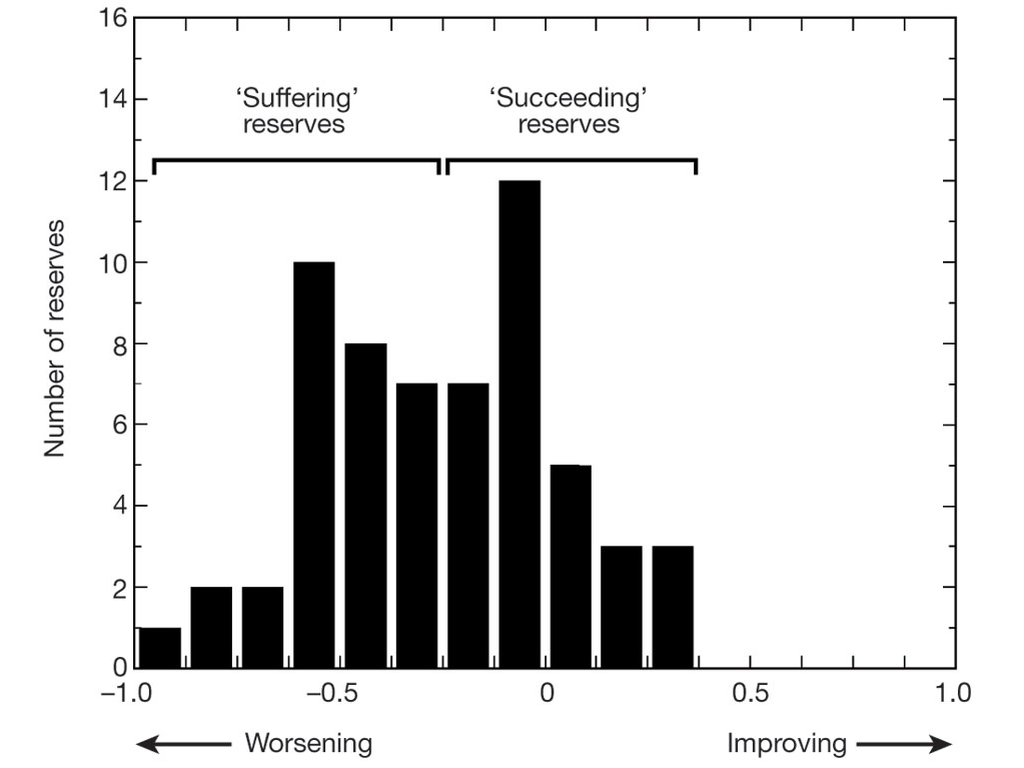 16
14
12
10
8
6
4
2
0
Number of reserves
‘Suffering’
reserves
‘Succeeding’
reserves
–1.0
–0.5
0
0.5
1.0
Worsening
Improving